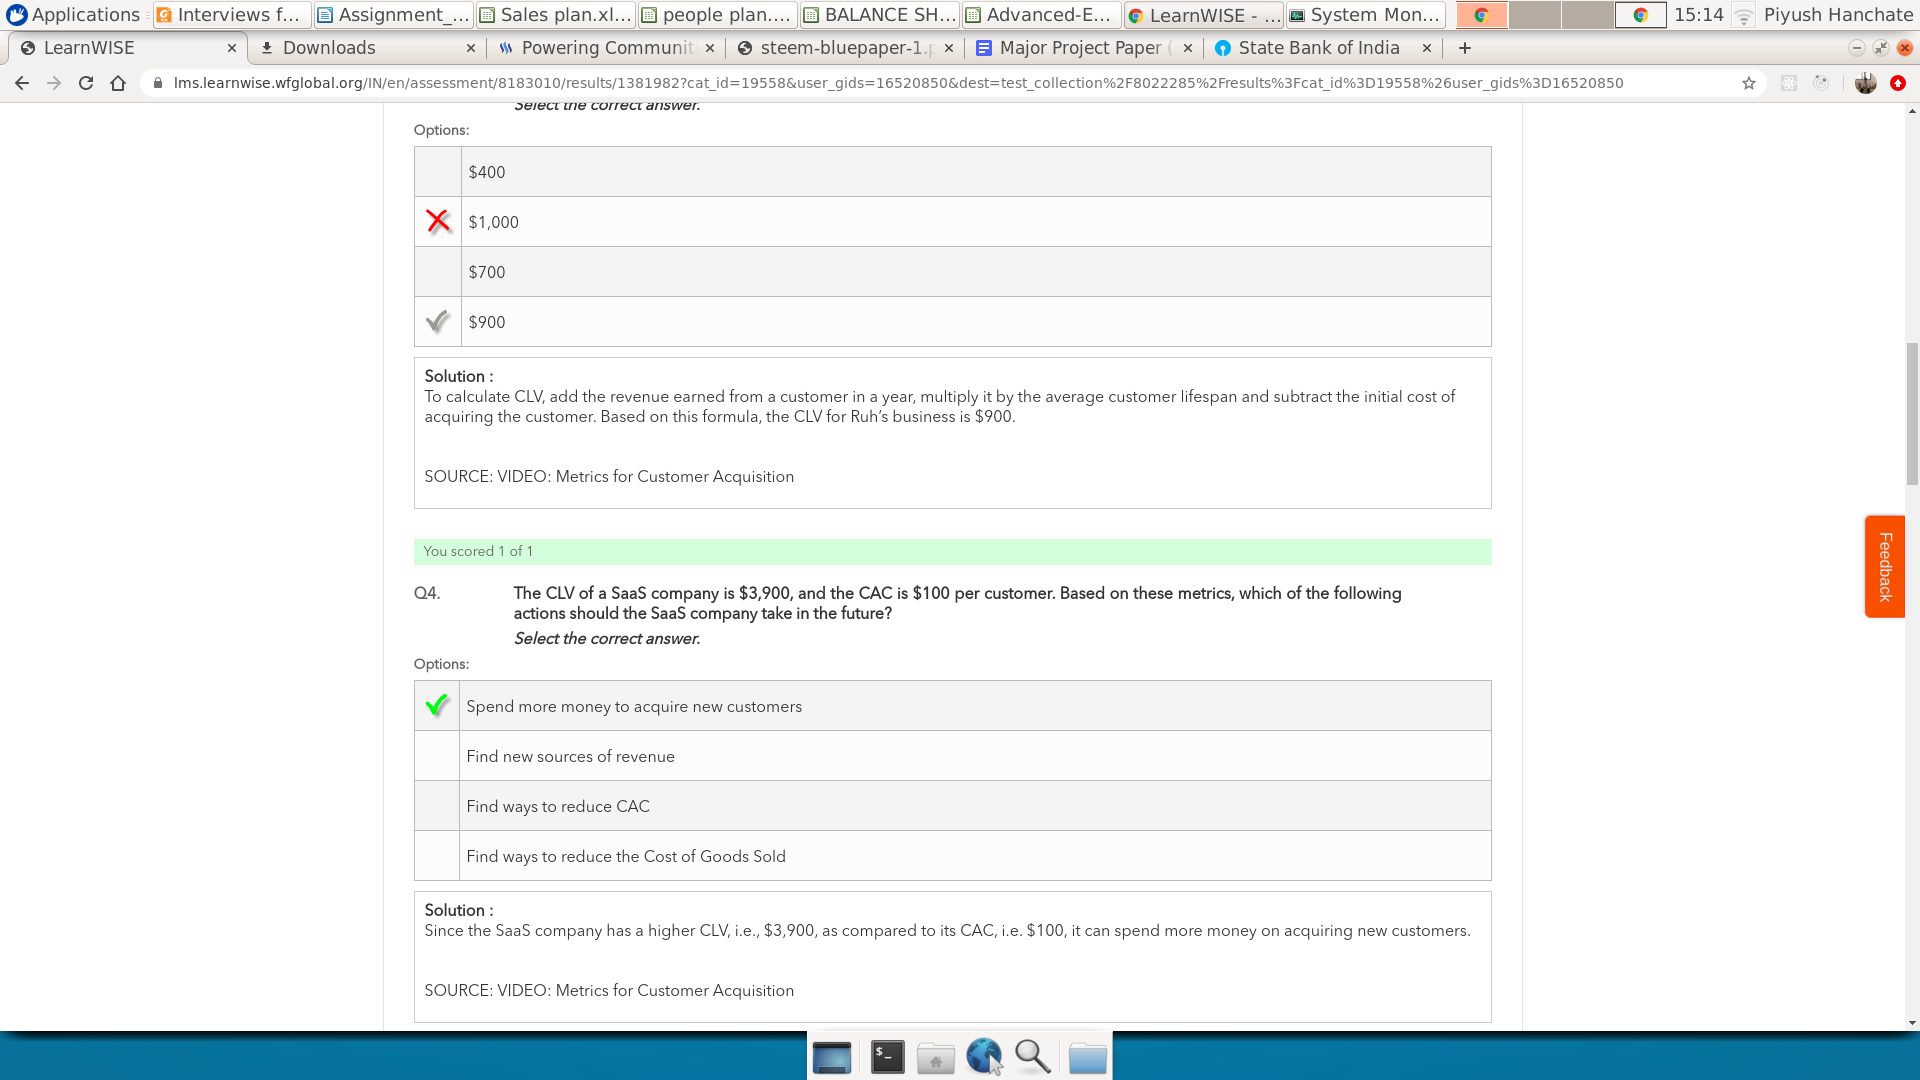 Applications
Interviews f...
Assignment_...
Sales plan.xl...
people plan....
BALANCE SH...
Advanced-E...
LearnWISE - ...
System Mon...
15:14
Piyush Hanchate
LearnWISE
Downloads
Powering Communit
steem-bluepaper-1.p
Major Project Paper (
State Bank of India
lms.learnwise.wfglobal.org/IN/en/assessment/8183010/results/1381982?cat_id=19558&user_gids=16520850&dest=test_collection%2F8022285%2Fresults%3Fcat_id%3D19558%26user_gids%3D16520850
Select the correct answer.
Options:
$400
$1,000
$700
$900
Solution :
To calculate CLV, add the revenue earned from a customer in a year, multiply it by the average customer lifespan and subtract the initial cost of
acquiring the customer. Based on this formula, the CLV for Ruh’s business is $900.
SOURCE: VIDEO: Metrics for Customer Acquisition
You scored 1 of 1
Q4. The CLV of a SaaS company is $3,900, and the CAC is $100 per customer. Based on these metrics, which of the following
actions should the SaaS company take in the future?
Select the correct answer.
Options:
Spend more money to acquire new customers
Find new sources of revenue
Find ways to reduce CAC
Find ways to reduce the Cost of Goods Sold
Solution :
Since the SaaS company has a higher CLV, i.e., $3,900, as compared to its CAC, i.e. $100, it can spend more money on acquiring new customers.
SOURCE: VIDEO: Metrics for Customer Acquisition
Feedback